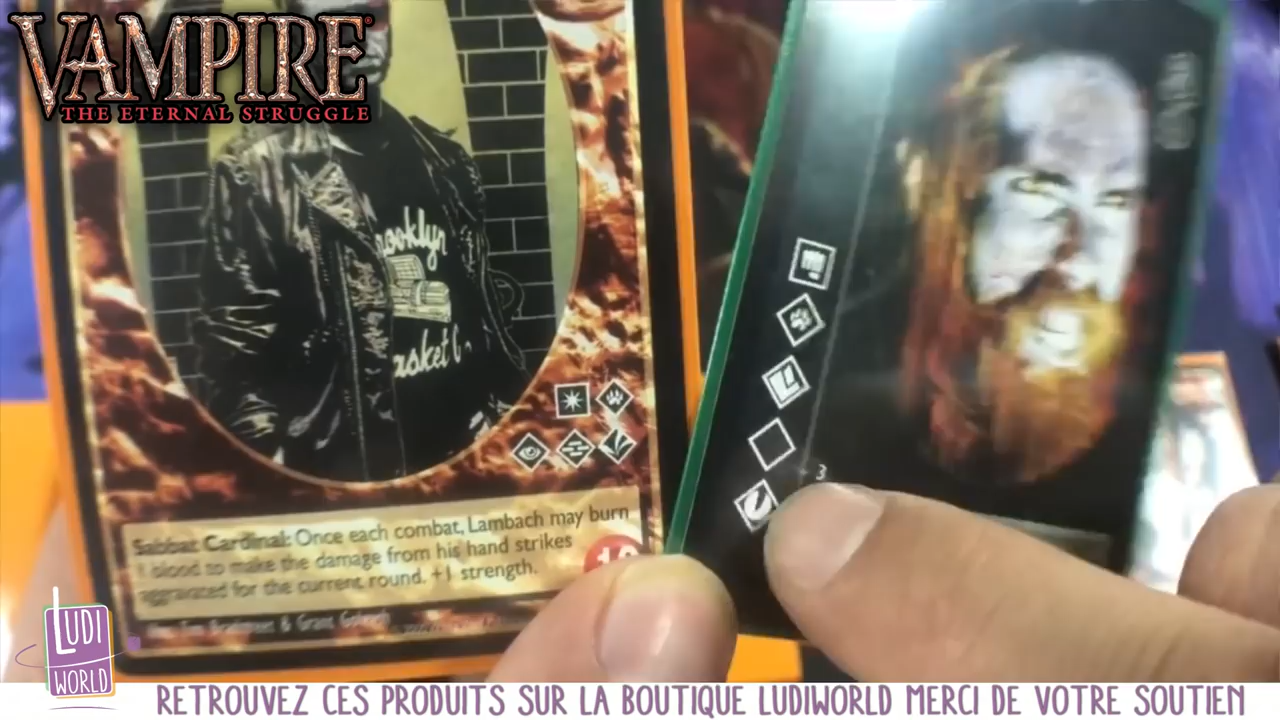 VAMPIRE
THE ETERNAL STRUGGLE
rooklyn
asket
Sabbat Cardinal: Once each combat, Lambach may burn
1 blood to make the damage from his hand strikes
aggravated for the current round. +1 strength.
3
LUDI
WORLD
RETROUVEZ CES PRODUITS SUR LA BOUTIQUE LUDIWORLD MERCI DE VOTRE SOUTIEN